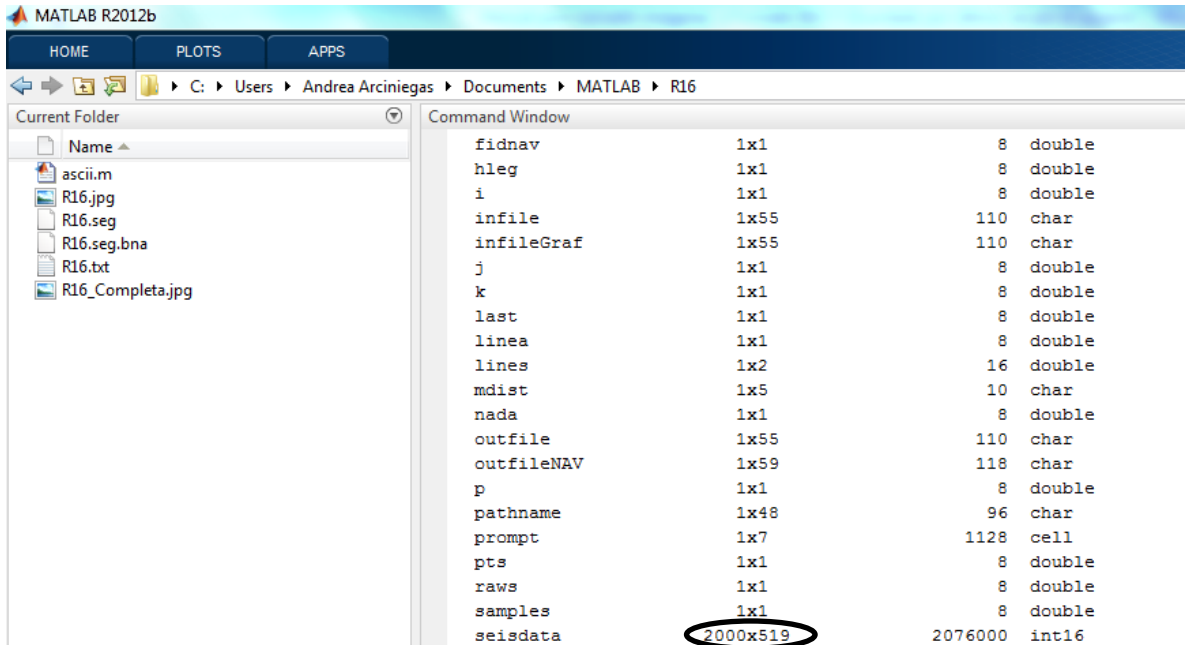 MATLAB R2012b
HOME PLOTS APPS
C: Users Andrea Arciniegas Documents MATLAB R16
Current Folder
Name
ascii.m
R16.jpg
R16.seg
R16.seg.bna
R16.txt
R16_Completa.jpg
Command Window
fidnav 1x1 8 double
hleg 1x1 8 double
i 1x1 8 double
infile 1x55 110 char
infileGraf 1x55 110 char
j 1x1 8 double
k 1x1 8 double
last 1x1 8 double
linea 1x1 8 double
lines 1x2 16 double
mdist 1x5 10 char
nada 1x1 8 double
outfile 1x55 110 char
outfileNAV 1x59 118 char
p 1x1 8 double
pathname 1x48 96 char
prompt 1x7 1128 cell
pts 1x1 8 double
raws 1x1 8 double
samples 1x1 8 double
seisdata 2000x519 2076000 int16